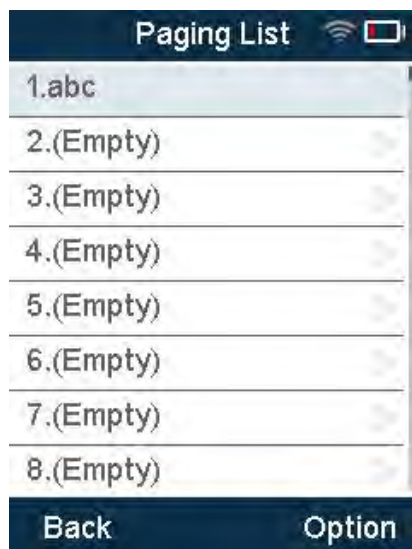 Paging List
1.abc
2.(Empty)
3.(Empty)
4.(Empty)
5.(Empty)
6.(Empty)
7.(Empty)
8.(Empty)
Back Option